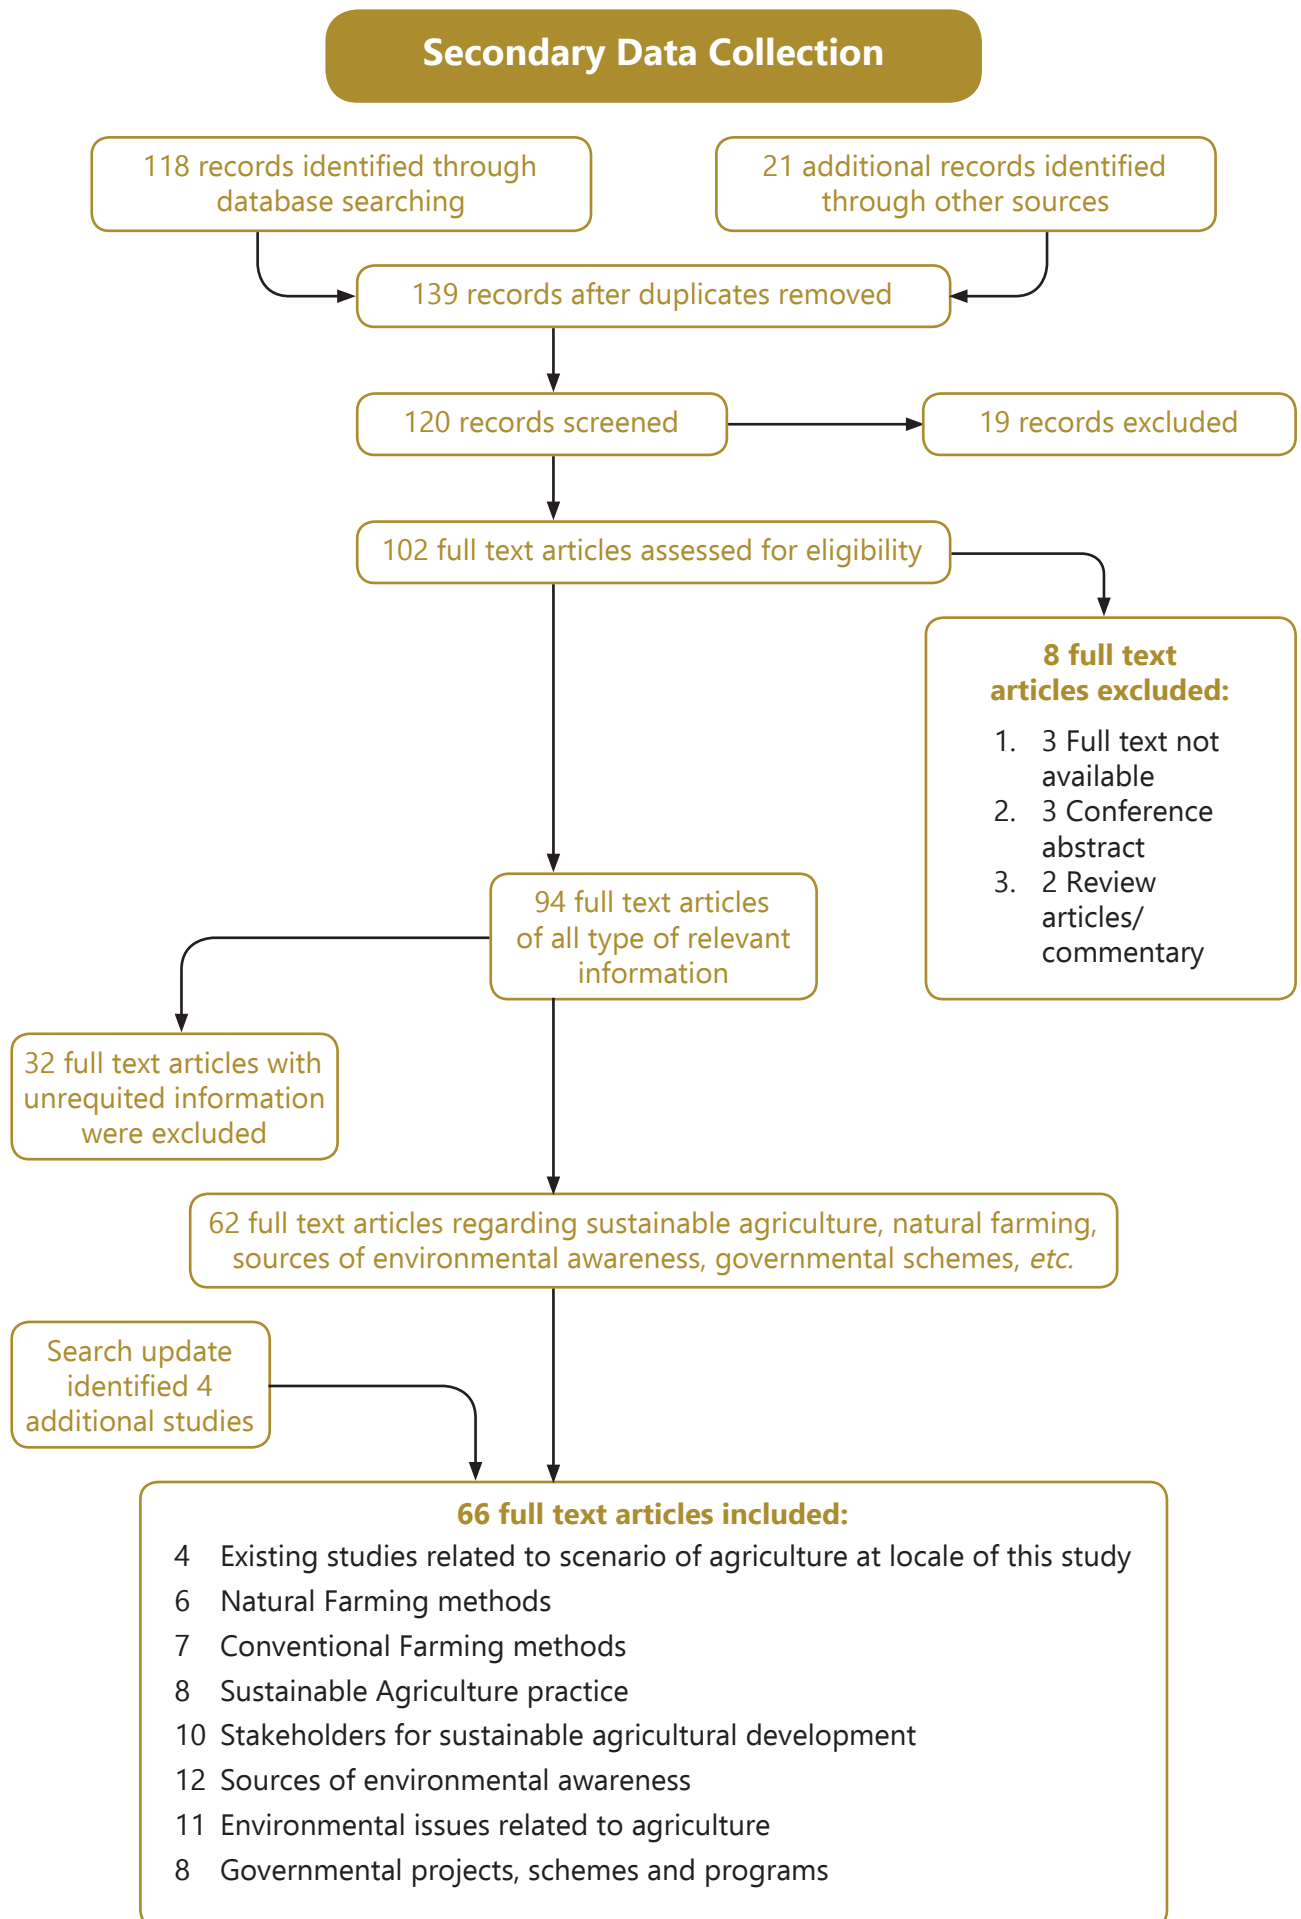 Secondary Data Collection
118 records identified through
database searching
21 additional records identified
through other sources
139 records after duplicates removed
120 records screened
19 records excluded
102 full text articles assessed for eligibility
8 full text
articles excluded:
1. 3 Full text not
available
2. 3 Conference
abstract
3. 2 Review
articles/
commentary
94 full text articles
of all type of relevant
information
32 full text articles with
unrequited information
were excluded
62 full text articles regarding sustainable agriculture, natural farming,
sources of environmental awareness, governmental schemes, etc.
Search update
identified 4
additional studies
66 full text articles included:
4 Existing studies related to scenario of agriculture at locale of this study
6 Natural Farming methods
7 Conventional Farming methods
8 Sustainable Agriculture practice
10 Stakeholders for sustainable agricultural development
12 Sources of environmental awareness
11 Environmental issues related to agriculture
8 Governmental projects, schemes and programs